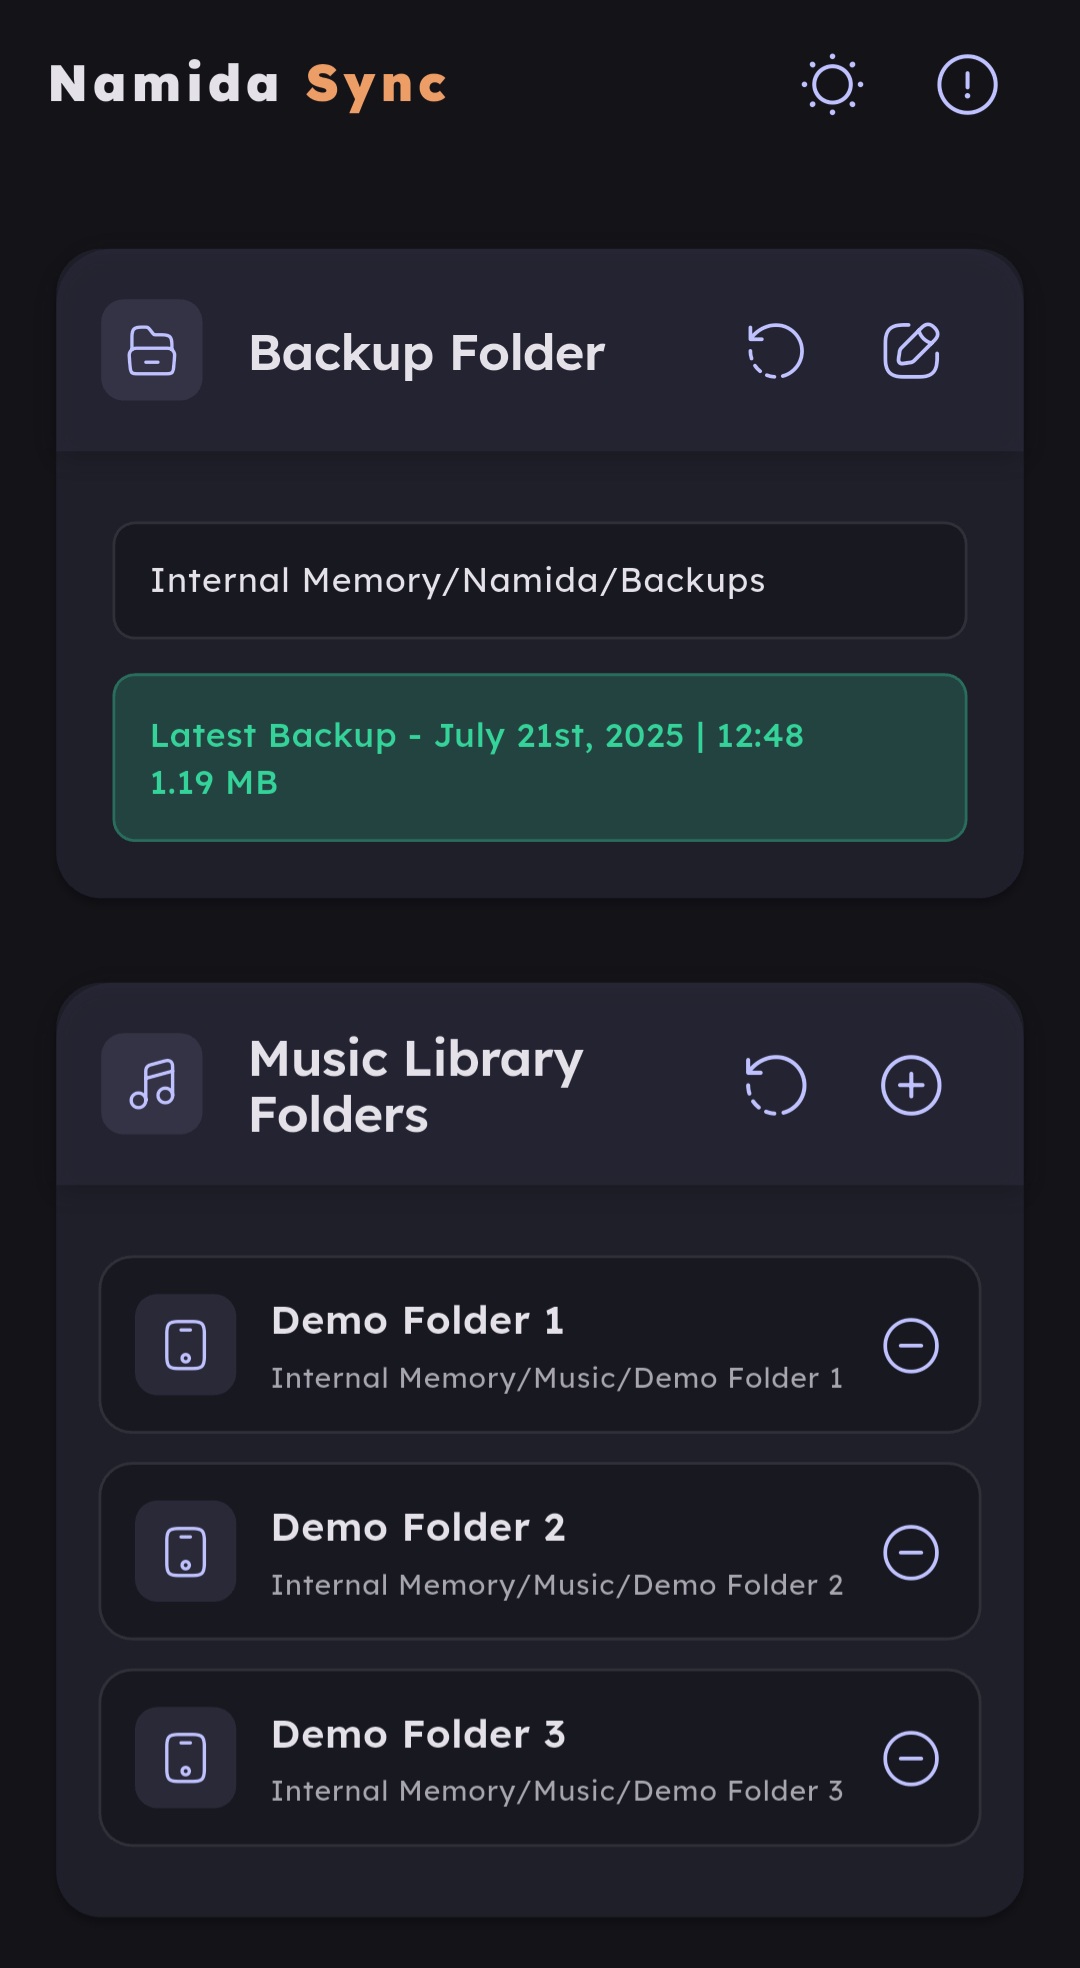 Namida Sync
Backup Folder
Internal Memory/Namida/Backups
Latest Backup - July 21st, 2025 | 12:48
1.19 MB
Music Library
Folders
Demo Folder 1
Internal Memory/Music/Demo Folder 1
Demo Folder 2
Internal Memory/Music/Demo Folder 2
Demo Folder 3
Internal Memory/Music/Demo Folder 3